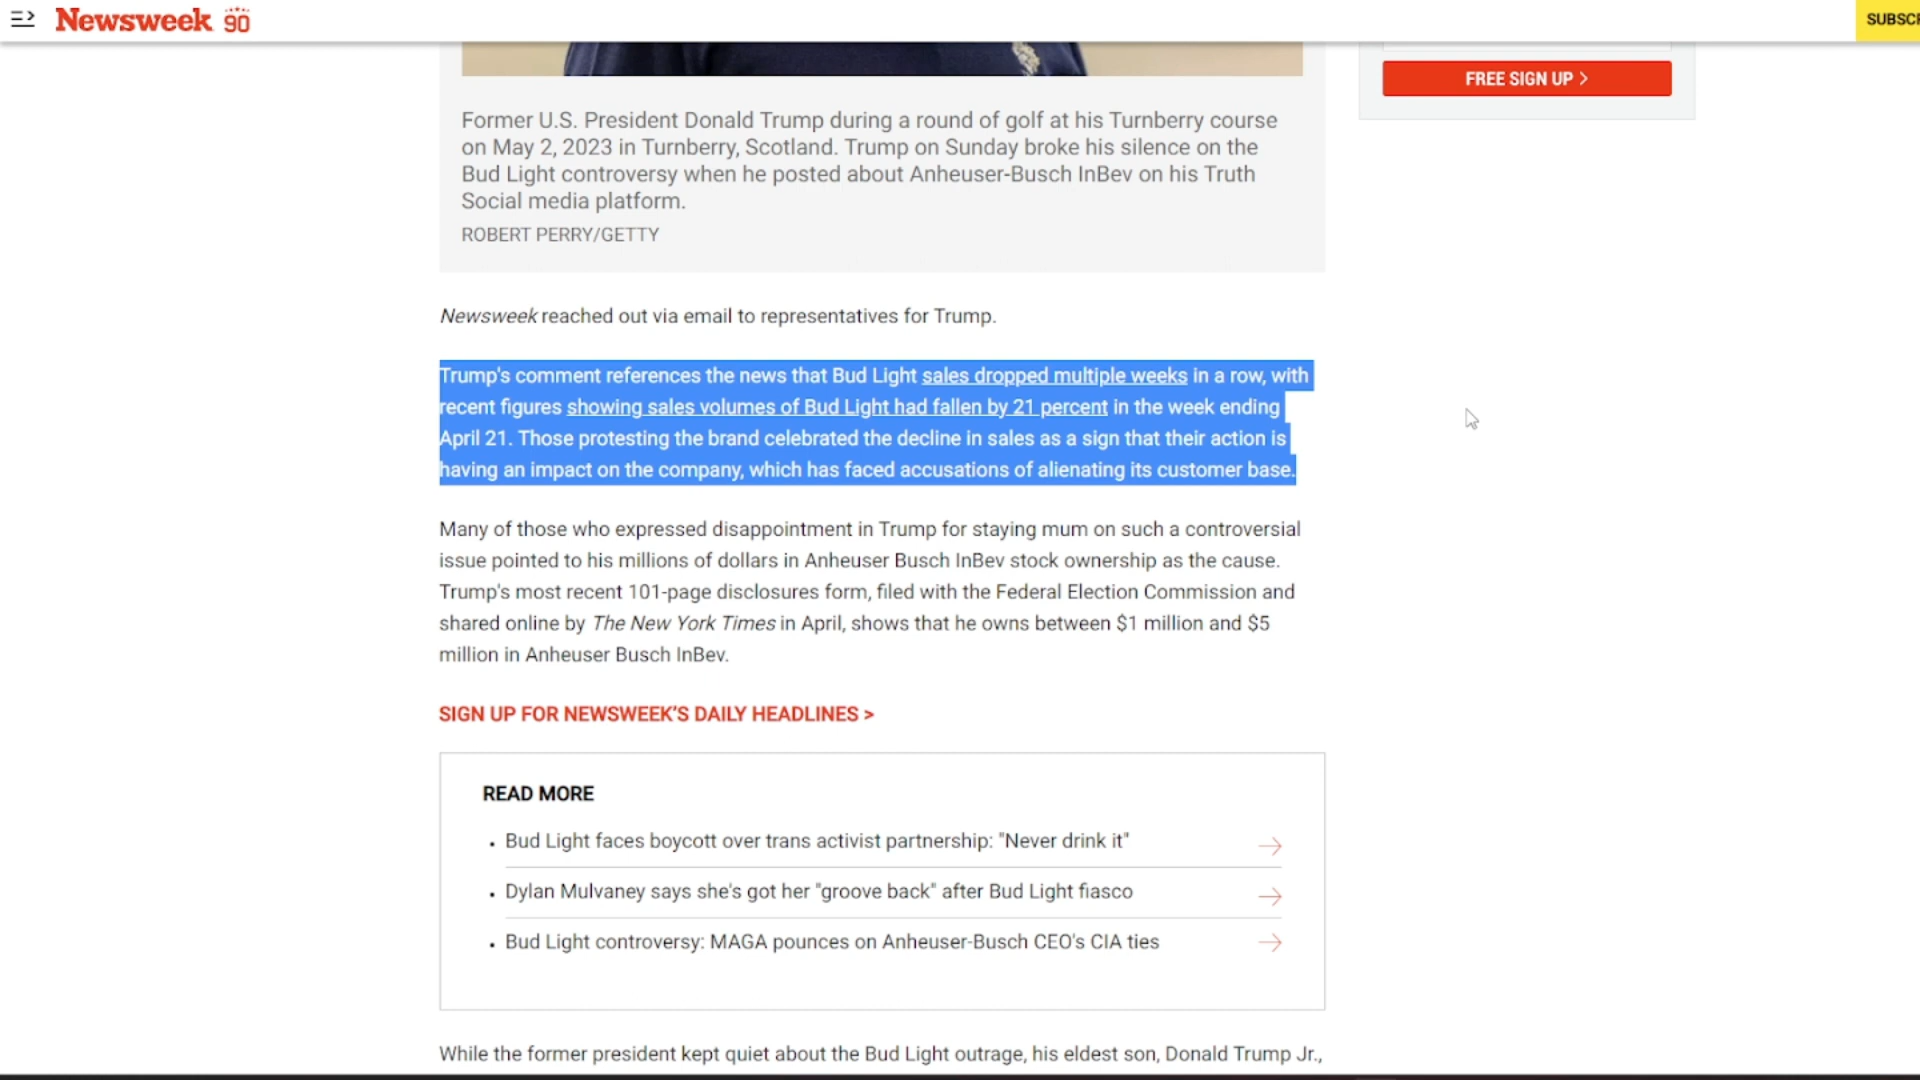 Newsweek 90
SUBSCR
FREE SIGN UP >
Former U.S. President Donald Trump during a round of golf at his Turnberry course
on May 2, 2023 in Turnberry, Scotland. Trump on Sunday broke his silence on the
Bud Light controversy when he posted about Anheuser-Busch InBev on his Truth
Social media platform.
ROBERT PERRY/GETTY
Newsweek reached out via email to representatives for Trump.
Trump's comment references the news that Bud Light sales dropped multiple weeks in a row, with
recent figures showing sales volumes of Bud Light had fallen by 21 percent in the week ending
April 21. Those protesting the brand celebrated the decline in sales as a sign that their action is
having an impact on the company, which has faced accusations of alienating its customer base.
Many of those who expressed disappointment in Trump for staying mum on such a controversial
issue pointed to his millions of dollars in Anheuser Busch InBev stock ownership as the cause.
Trump's most recent 101-page disclosures form, filed with the Federal Election Commission and
shared online by The New York Times in April, shows that he owns between $1 million and $5
million in Anheuser Busch InBev.
SIGN UP FOR NEWSWEEK'S DAILY HEADLINES >
READ MORE
• Bud Light faces boycott over trans activist partnership: "Never drink it"
• Dylan Mulvaney says she's got her "groove back" after Bud Light fiasco
• Bud Light controversy: MAGA pounces on Anheuser-Busch CEO's CIA ties
While the former president kept quiet about the Bud Light outrage, his eldest son, Donald Trump Jr.,